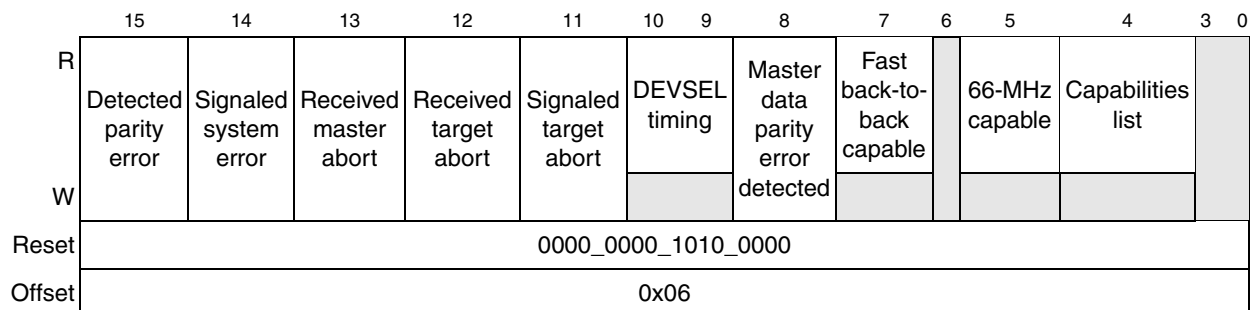 15 14 13 12 11 10 9 8 7 6 5 4 3 0
R
W
Detected
parity
error
Signaled
system
error
Received
master
abort
Received
target
abort
Signaled
target
abort
DEVSEL
timing
Master
data
parity
error
detected
Fast
back-to-
back
capable
66-MHz
capable
Capabilities
list
Reset 0000_0000_1010_0000
Offset 0x06